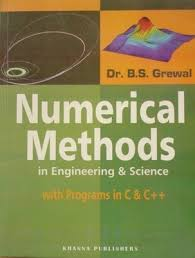 Dr. B.S. Grewal
Numerical
Methods
in Engineering & Science
with Programs in C & C++
KHANNA PUBLISHERS